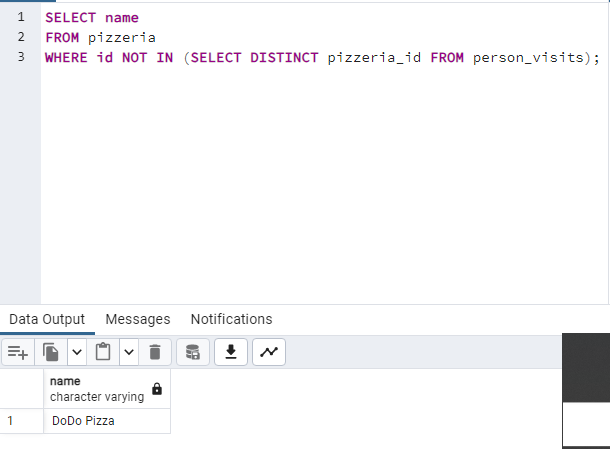 1 SELECT name
2 FROM pizzeria
3 WHERE id NOT IN (SELECT DISTINCT pizzeria_id FROM person_visits);
Data Output Messages Notifications
name
character varying
1 DoDo Pizza